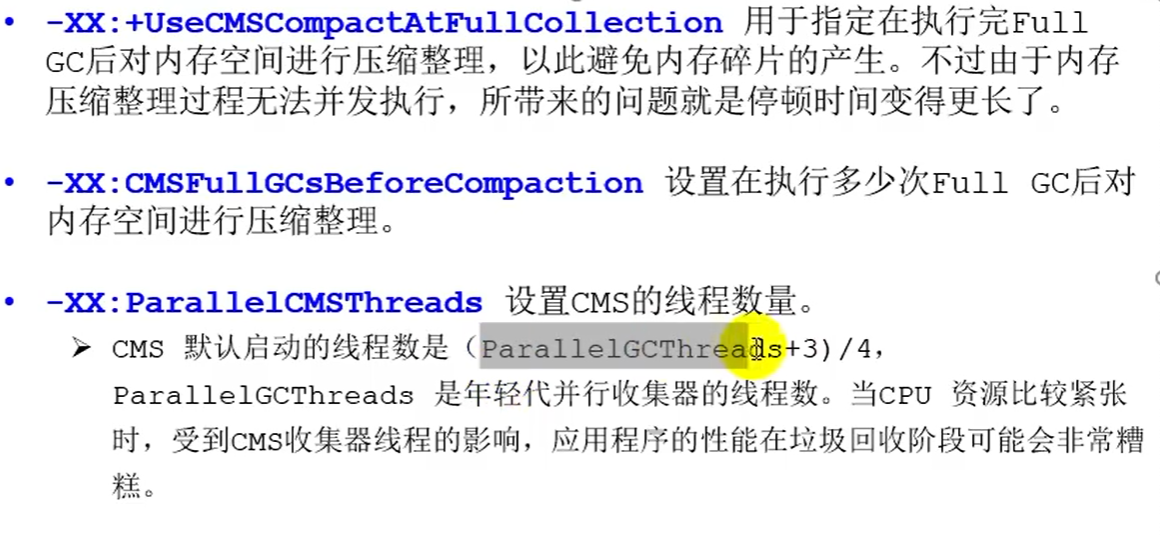 • -XX:+UseCMSCompactAtFullCollection 用于指定在执行完Full
GC后对内存空间进行压缩整理，以此避免内存碎片的产生。不过由于内存
压缩整理过程无法并发执行，所带来的问题就是停顿时间变得更长了。
• -XX:CMSFullGCsBeforeCompaction 设置在执行多少次Full GC后对
内存空间进行压缩整理。
• -XX:ParallelCMSThreads 设置CMS的线程数量。
➢ CMS 默认启动的线程数是（ParallelGCThreads+3)/4，
ParallelGCThreads 是年轻代并行收集器的线程数。当CPU 资源比较紧张
时，受到CMS收集器线程的影响，应用程序的性能在垃圾回收阶段可能会非常糟
糕。